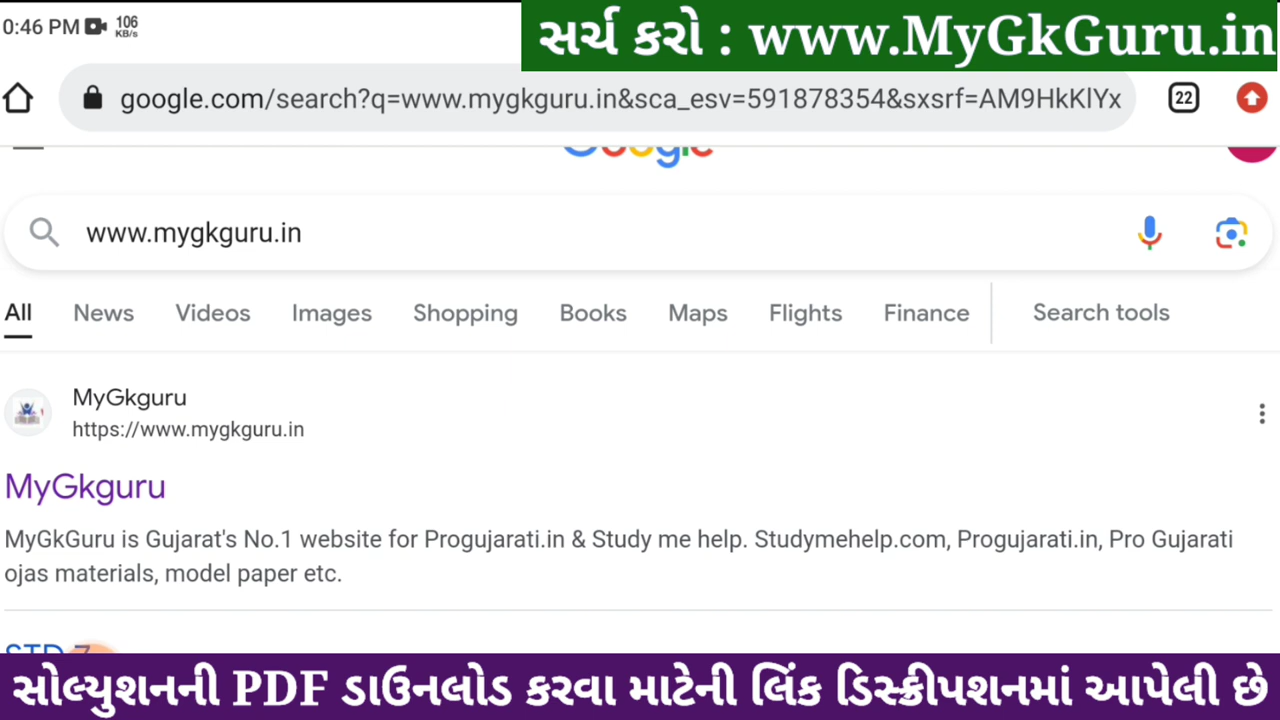 0:46 PM 106 KB/s
સર્ચ કરો : www.MyGkGuru.in
google.com/search?q=www.mygkguru.in&sca_esv=591878354&sxsrf=AM9HkKlYx
22
Google
www.mygkguru.in
All News Videos Images Shopping Books Maps Flights Finance Search tools
MyGkguru
https://www.mygkguru.in
MyGkguru
MyGkGuru is Gujarat's No.1 website for Progujarati.in & Study me help. Studymehelp.com, Progujarati.in, Pro Gujarati
ojas materials, model paper etc.
STD 7
સોલ્યુશનની PDF ડાઉનલોડ કરવા માટેની લિંક ડિસ્ક્રીપશનમાં આપેલી છે